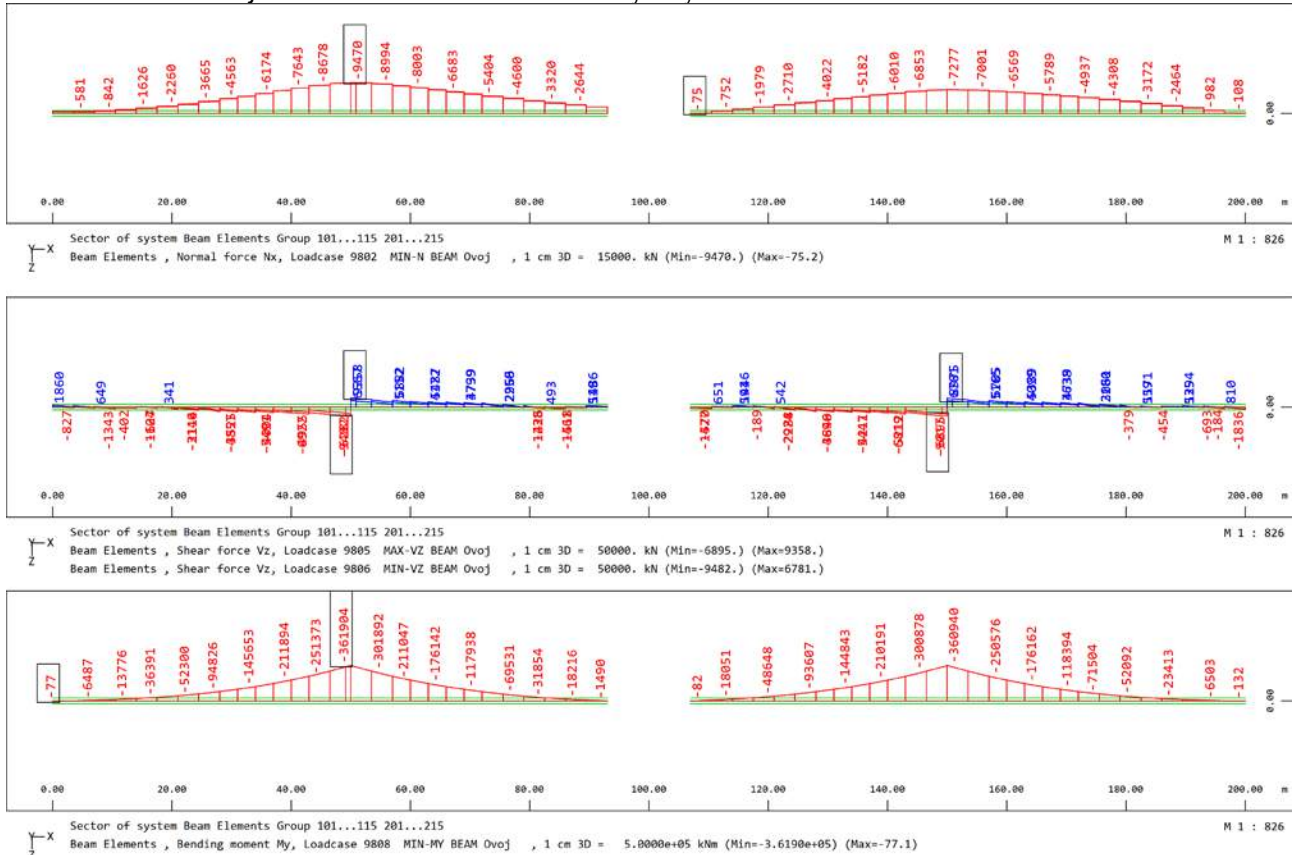 -581 -842 -1626 -2260 -3665 -4563 -6174 -7643 -8678 -9470 -8994 -8003 -6683 -5404 -4600 -3320 -2644 -75 -752 -1979 -2710 -4022 -5182 -6010 -6853 -7277 -7001 -6569 -5789 -4937 -4308 -3172 -2464 -982 -108 0.00
0.00 20.00 40.00 60.00 80.00 100.00 120.00 140.00 160.00 180.00 200.00 m
Y X Sector of system Beam Elements Group 101...115 201...215 M 1 : 826
Z Beam Elements , Normal force Nx, Loadcase 9802 MIN-N BEAM Ovoj , 1 cm 3D = 15000. kN (Min=-9470.) (Max=-75.2)
1860 649 341 493 651 542 810
-827 -1343 -402 -189 -379 -454 -693 -184 -1836 0.00
0.00 20.00 40.00 60.00 80.00 100.00 120.00 140.00 160.00 180.00 200.00 m
Y X Sector of system Beam Elements Group 101...115 201...215 M 1 : 826
Z Beam Elements , Shear force Vz, Loadcase 9805 MAX-VZ BEAM Ovoj , 1 cm 3D = 50000. kN (Min=-6895.) (Max=9358.)
Beam Elements , Shear force Vz, Loadcase 9806 MIN-VZ BEAM Ovoj , 1 cm 3D = 50000. kN (Min=-9482.) (Max=6781.)
-77 -6487 -13776 -36391 -52300 -94826 -145653 -211894 -251373 -361904 -301892 -211047 -176142 -117938 -69531 -31854 -18216 -1490 -82 -18051 -48648 -93607 -144843 -210191 -300878 -360940 -250576 -176162 -118394 -71504 -52092 -23413 -6503 -132 0.00
0.00 20.00 40.00 60.00 80.00 100.00 120.00 140.00 160.00 180.00 200.00 m
Y X Sector of system Beam Elements Group 101...115 201...215 M 1 : 826
Z Beam Elements , Bending moment My, Loadcase 9808 MIN-MY BEAM Ovoj , 1 cm 3D = 5.0000e+05 kNm (Min=-3.6190e+05) (Max=-77.1)